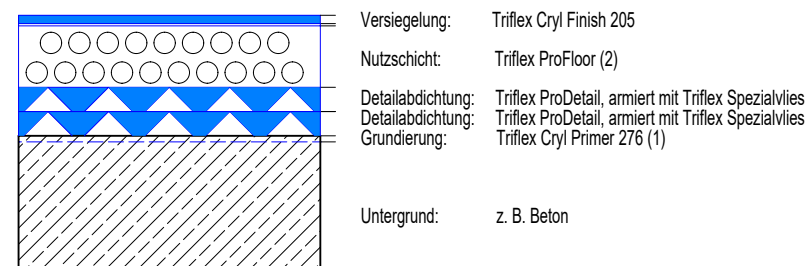 Versiegelung: Triflex Cryl Finish 205
Nutzschicht: Triflex ProFloor (2)
Detailabdichtung: Triflex ProDetail, armiert mit Triflex Spezialvlies
Detailabdichtung: Triflex ProDetail, armiert mit Triflex Spezialvlies
Grundierung: Triflex Cryl Primer 276 (1)
Untergrund: z. B. Beton